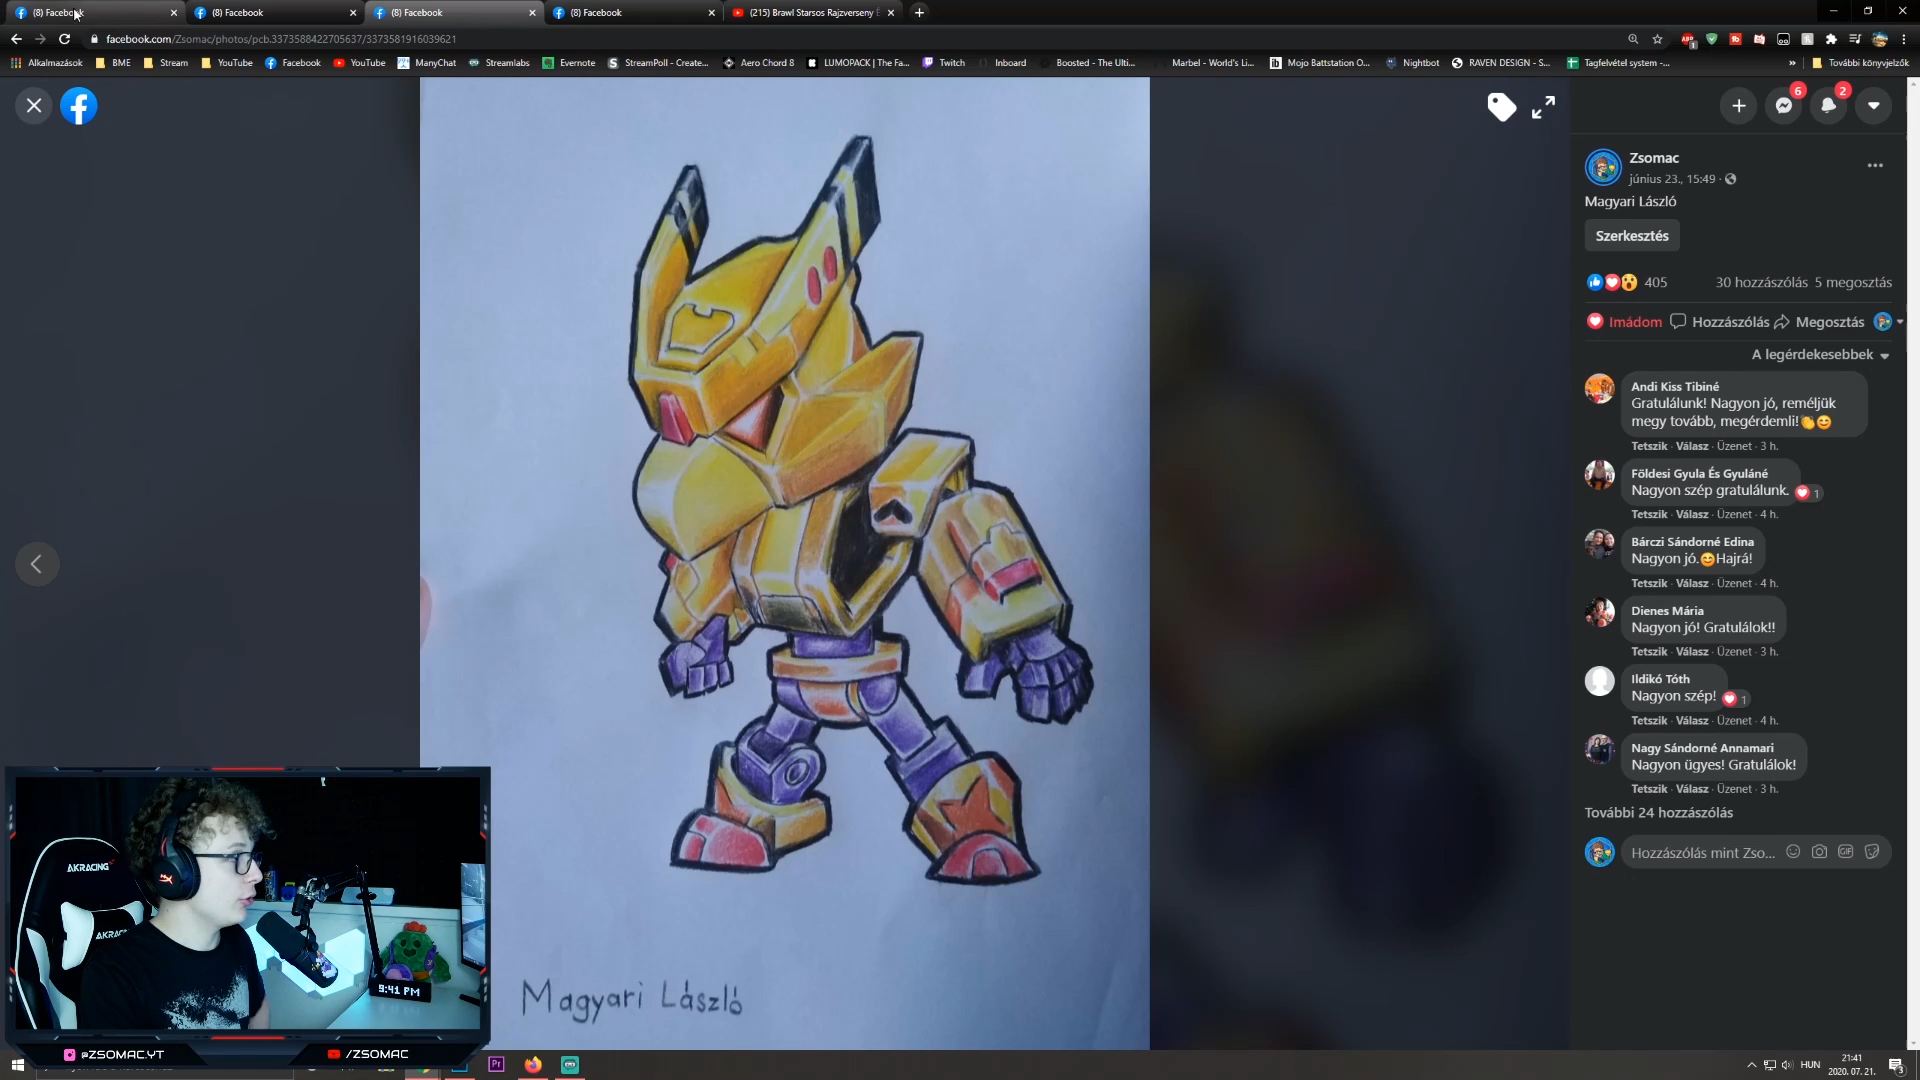 (8) Facebook
(8) Facebook
(8) Facebook
(8) Facebook
(215) Brawl Starsos Rajzverseny
facebook.com/Zsomac/photos/pcb.3373588422705637/3373581916039621
Alkalmazások BME Stream YouTube Facebook YouTube ManyChat Streamlabs Evernote StreamPoll - Create... Aero Chord 8 LUMOPACK | The Fa... Twitch Inboard Boosted - The Ulti... Marbel - World's Li... Mojo Battstation O... Nightbot RAVEN DESIGN - S... Tagfelvétel system -... » További könyvjelzők
6
2
Zsomac
június 23., 15:49 ·
Magyari László
Szerkesztés
405 30 hozzászólás 5 megosztás
Imádom Hozzászólás Megosztás
A legérdekesebbek
Andi Kiss Tibiné
Gratulálunk! Nagyon jó, reméljük
megy tovább, megérdemli!👏😊
Tetszik · Válasz · Üzenet · 3 h.
Földesi Gyula És Gyuláné
Nagyon szép gratulálunk.
1
Tetszik · Válasz · Üzenet · 4 h.
Bárczi Sándorné Edina
Nagyon jó.😊Hajrá!
Tetszik · Válasz · Üzenet · 4 h.
Dienes Mária
Nagyon jó! Gratulálok!!
Tetszik · Válasz · Üzenet · 3 h.
Ildikó Tóth
Nagyon szép!
1
Tetszik · Válasz · Üzenet · 4 h.
Nagy Sándorné Annamari
Nagyon ügyes! Gratulálok!
Tetszik · Válasz · Üzenet · 3 h.
További 24 hozzászólás
Hozzászólás mint Zso...
GIF
Magyari László
AKRACING
9:41 PM
@ZSOMAC.YT
/ZSOMAC
Pr
HUN
21:41
2020. 07. 21.
3